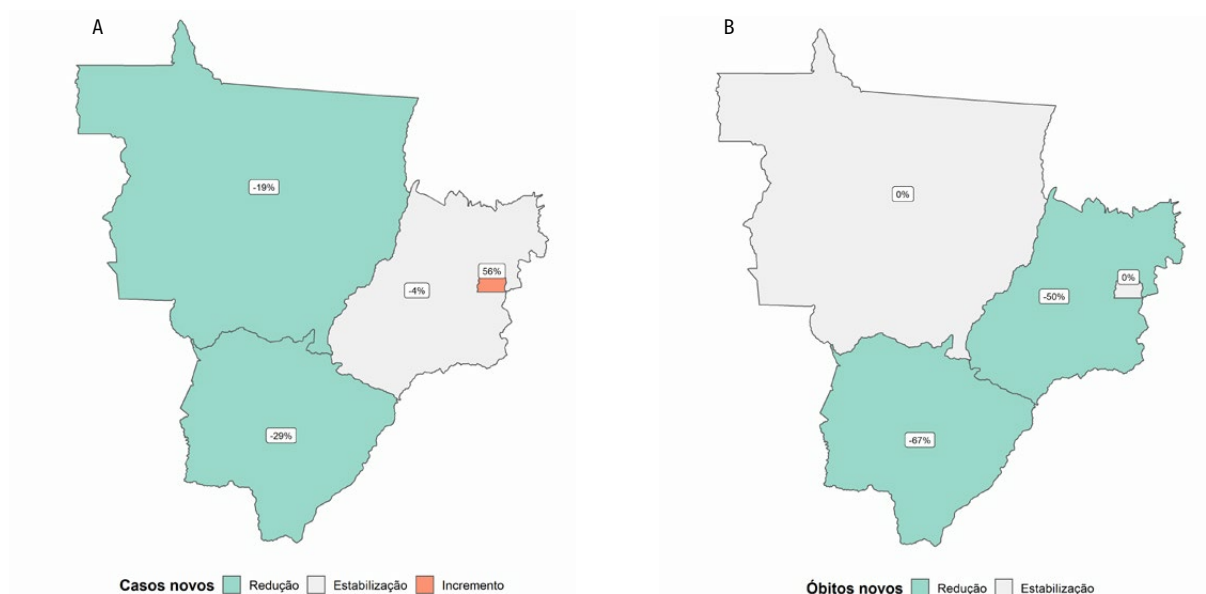 A
-19%
56%
-4%
-29%
Casos novos Redução Estabilização Incremento
B
0%
0%
-50%
-67%
Óbitos novos Redução Estabilização